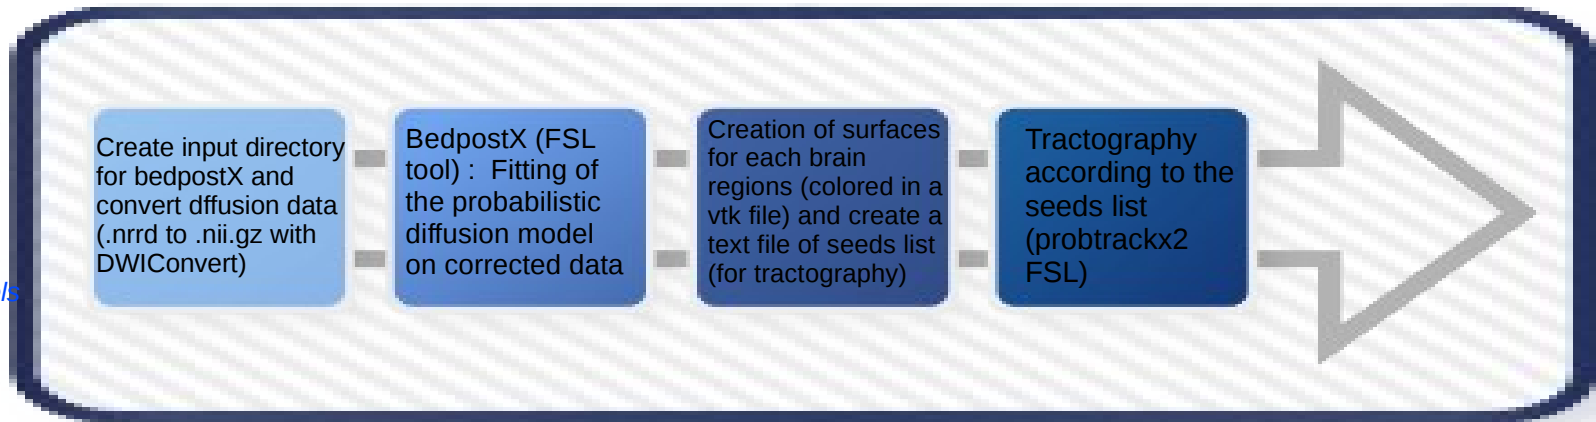 Create input directory
for bedpostX and
convert dffusion data
(.nrrd to .nii.gz with
DWIConvert)
BedpostX (FSL
tool) :  Fitting of
the probabilistic
diffusion model
on corrected data
Creation of surfaces
for each brain
regions (colored in a
vtk file) and create a
text file of seeds list
(for tractography)
Tractography
according to the
seeds list
(probtrackx2
FSL)